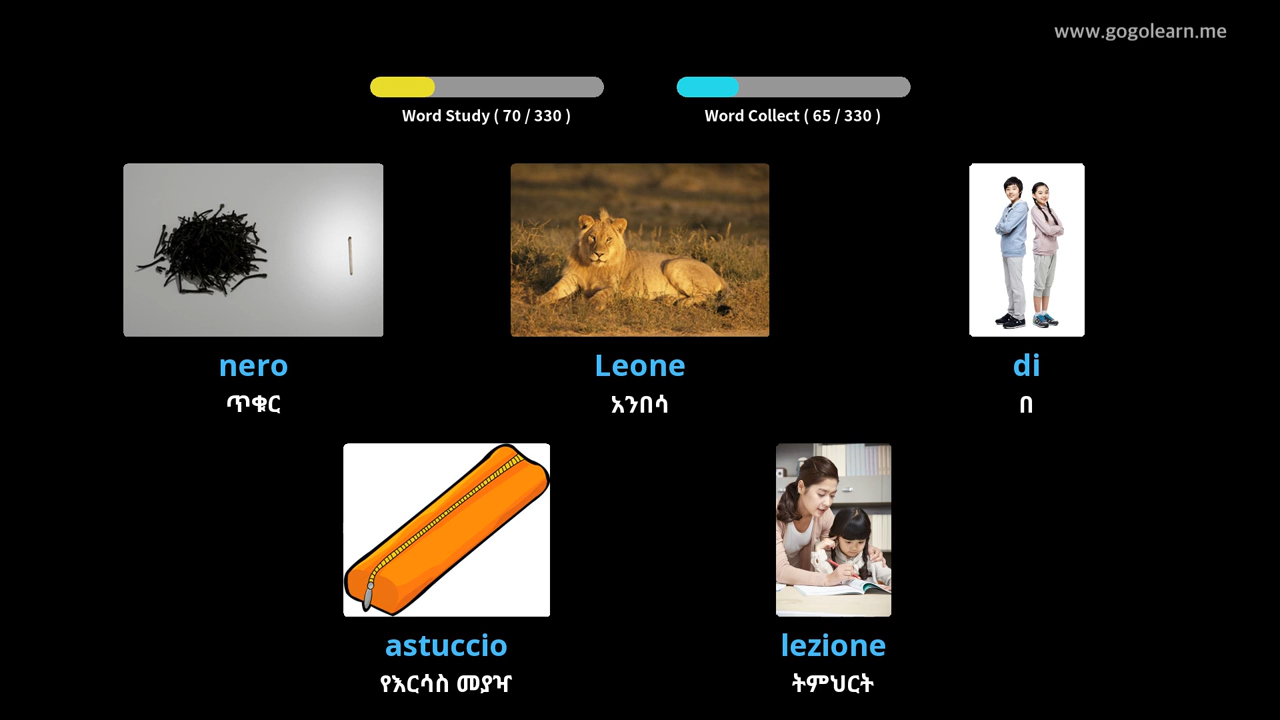 www.gogolearn.me
Word Study ( 70 / 330 )
Word Collect ( 65 / 330 )
nero
ጥቁር
Leone
አንበሳ
di
በ
astuccio
የእርሳስ መያዣ
lezione
ትምህርት